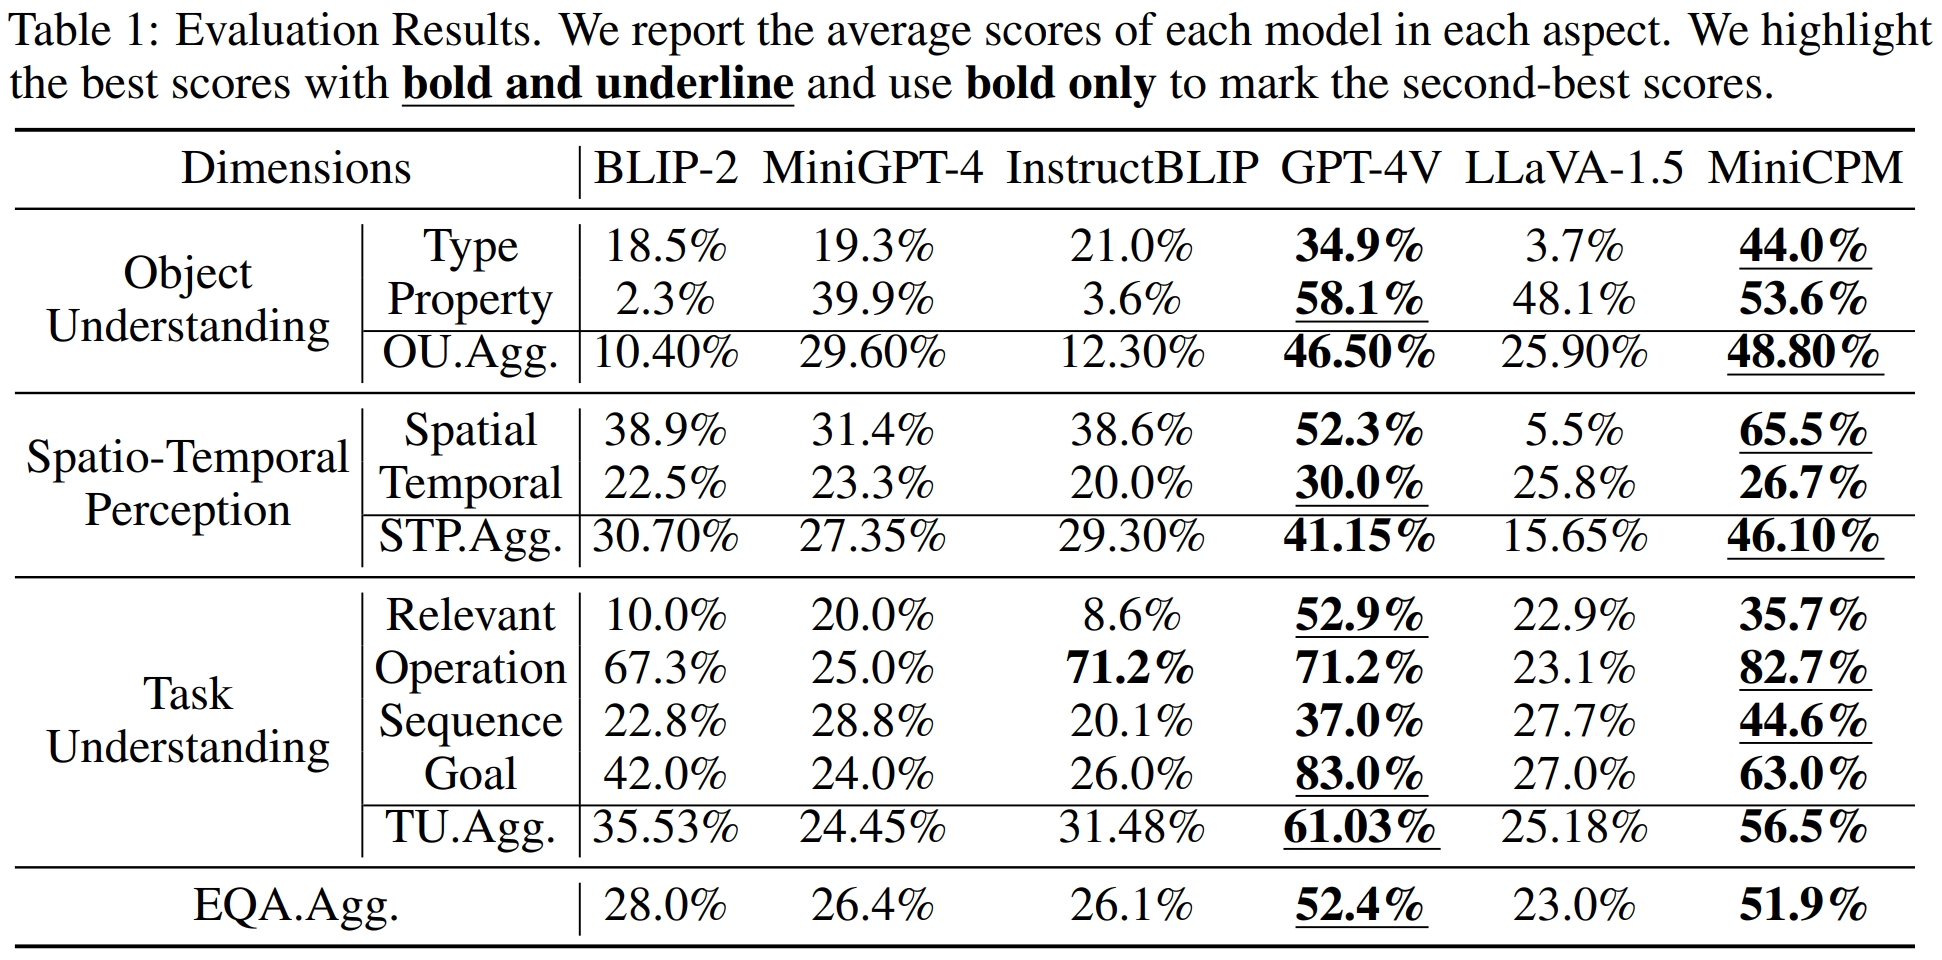 Table 1: Evaluation Results. We report the average scores of each model in each aspect. We highlight
the best scores with bold and underline and use bold only to mark the second-best scores.
Dimensions BLIP-2 MiniGPT-4 InstructBLIP GPT-4V LLaVA-1.5 MiniCPM
Object Understanding
Type 18.5% 19.3% 21.0% 34.9% 3.7% 44.0%
Property 2.3% 39.9% 3.6% 58.1% 48.1% 53.6%
OU.Agg. 10.40% 29.60% 12.30% 46.50% 25.90% 48.80%
Spatio-Temporal Perception
Spatial 38.9% 31.4% 38.6% 52.3% 5.5% 65.5%
Temporal 22.5% 23.3% 20.0% 30.0% 25.8% 26.7%
STP.Agg. 30.70% 27.35% 29.30% 41.15% 15.65% 46.10%
Task Understanding
Relevant 10.0% 20.0% 8.6% 52.9% 22.9% 35.7%
Operation 67.3% 25.0% 71.2% 71.2% 23.1% 82.7%
Sequence 22.8% 28.8% 20.1% 37.0% 27.7% 44.6%
Goal 42.0% 24.0% 26.0% 83.0% 27.0% 63.0%
TU.Agg. 35.53% 24.45% 31.48% 61.03% 25.18% 56.5%
EQA.Agg. 28.0% 26.4% 26.1% 52.4% 23.0% 51.9%